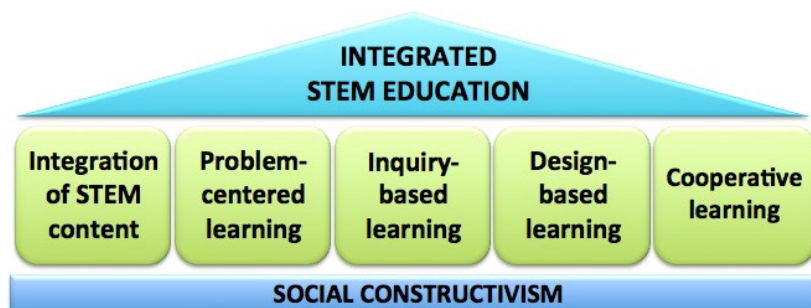 INTEGRATED
STEM EDUCATION
Integration
of STEM
content
Problem-
centered
learning
Inquiry-
based
learning
Design-
based
learning
Cooperative
learning
SOCIAL CONSTRUCTIVISM